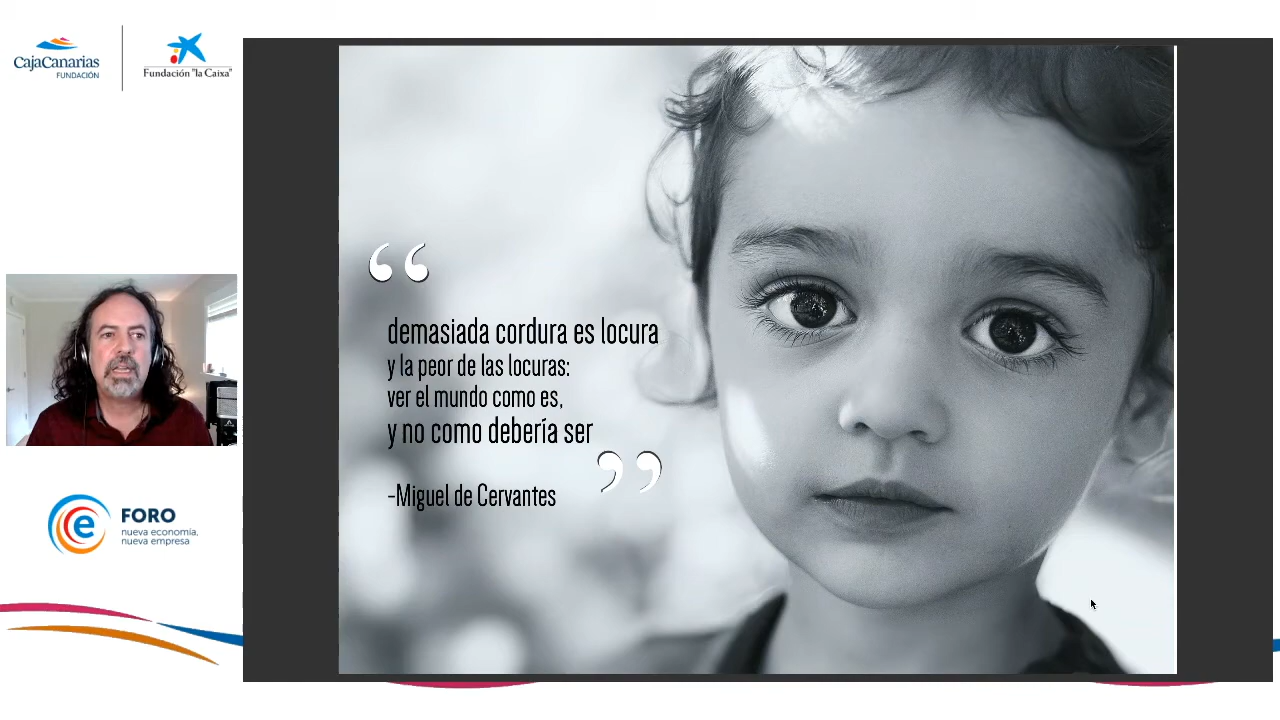 CajaCanarias
FUNDACIÓN
Fundación "la Caixa"
“
demasiada cordura es locura
y la peor de las locuras:
ver el mundo como es,
y no como debería ser
”
–Miguel de Cervantes
e
FORO
nueva economía,
nueva empresa